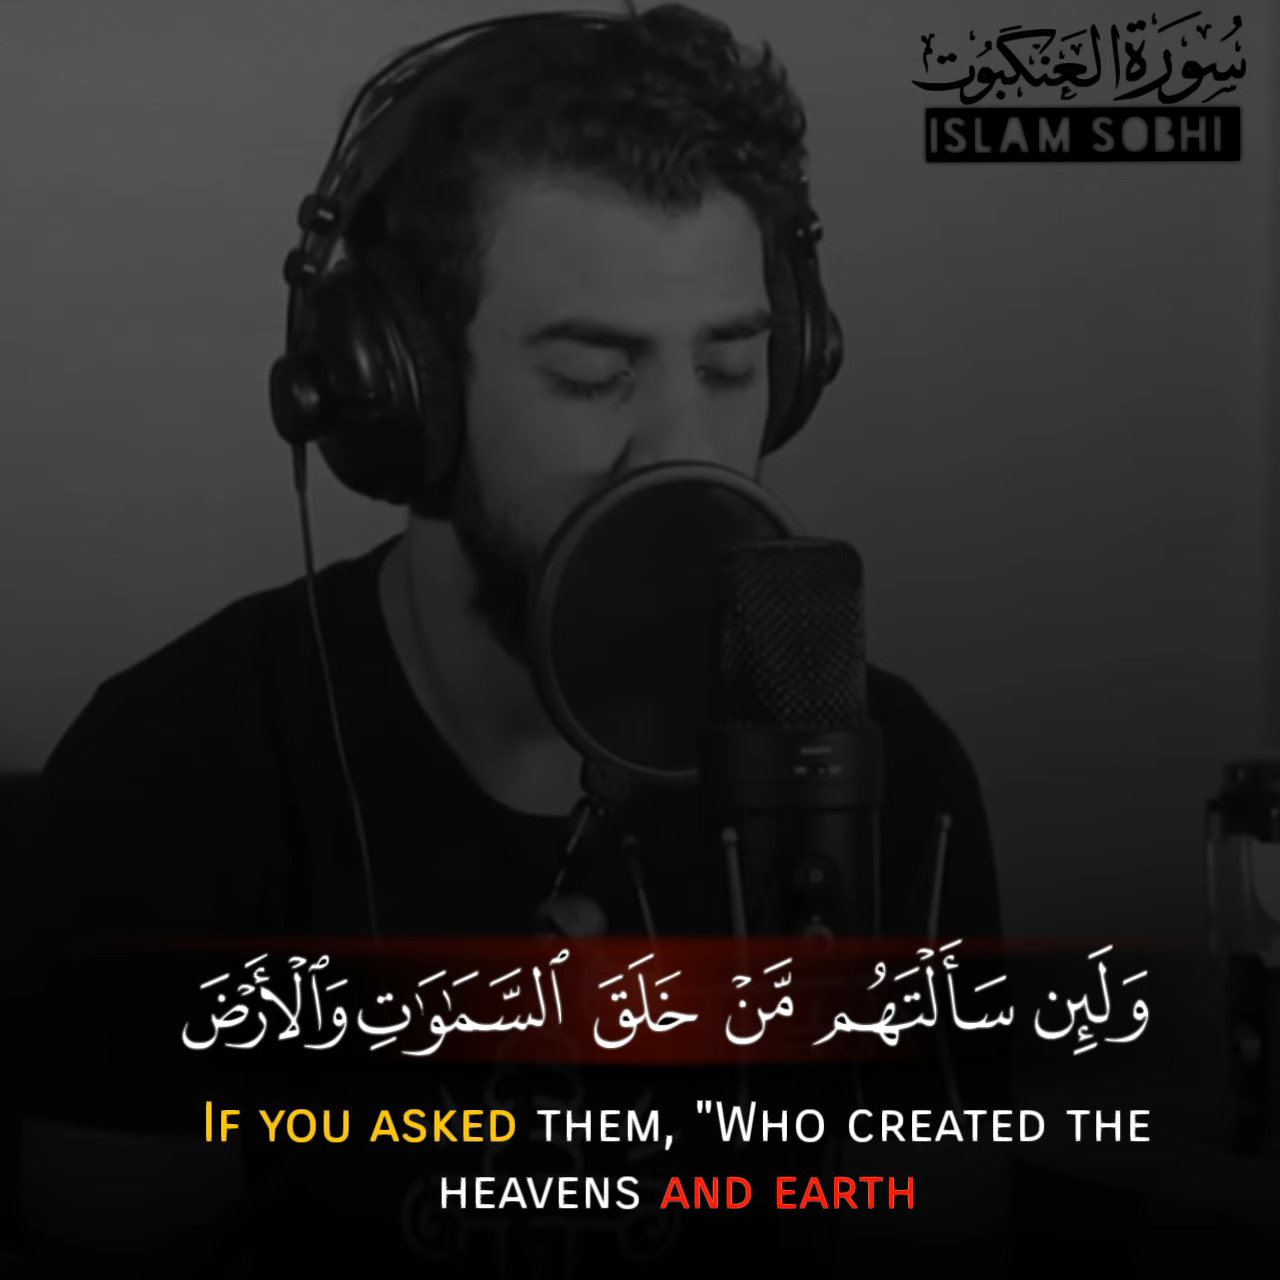 سُورَةُ العَنكَبُوت
ISLAM SOBHI
وَلَئِن سَأَلْتَهُم مَّنْ خَلَقَ ٱلسَّمَـٰوَٰتِ وَٱلْأَرْضَ
If you asked them, "Who created the
heavens and earth